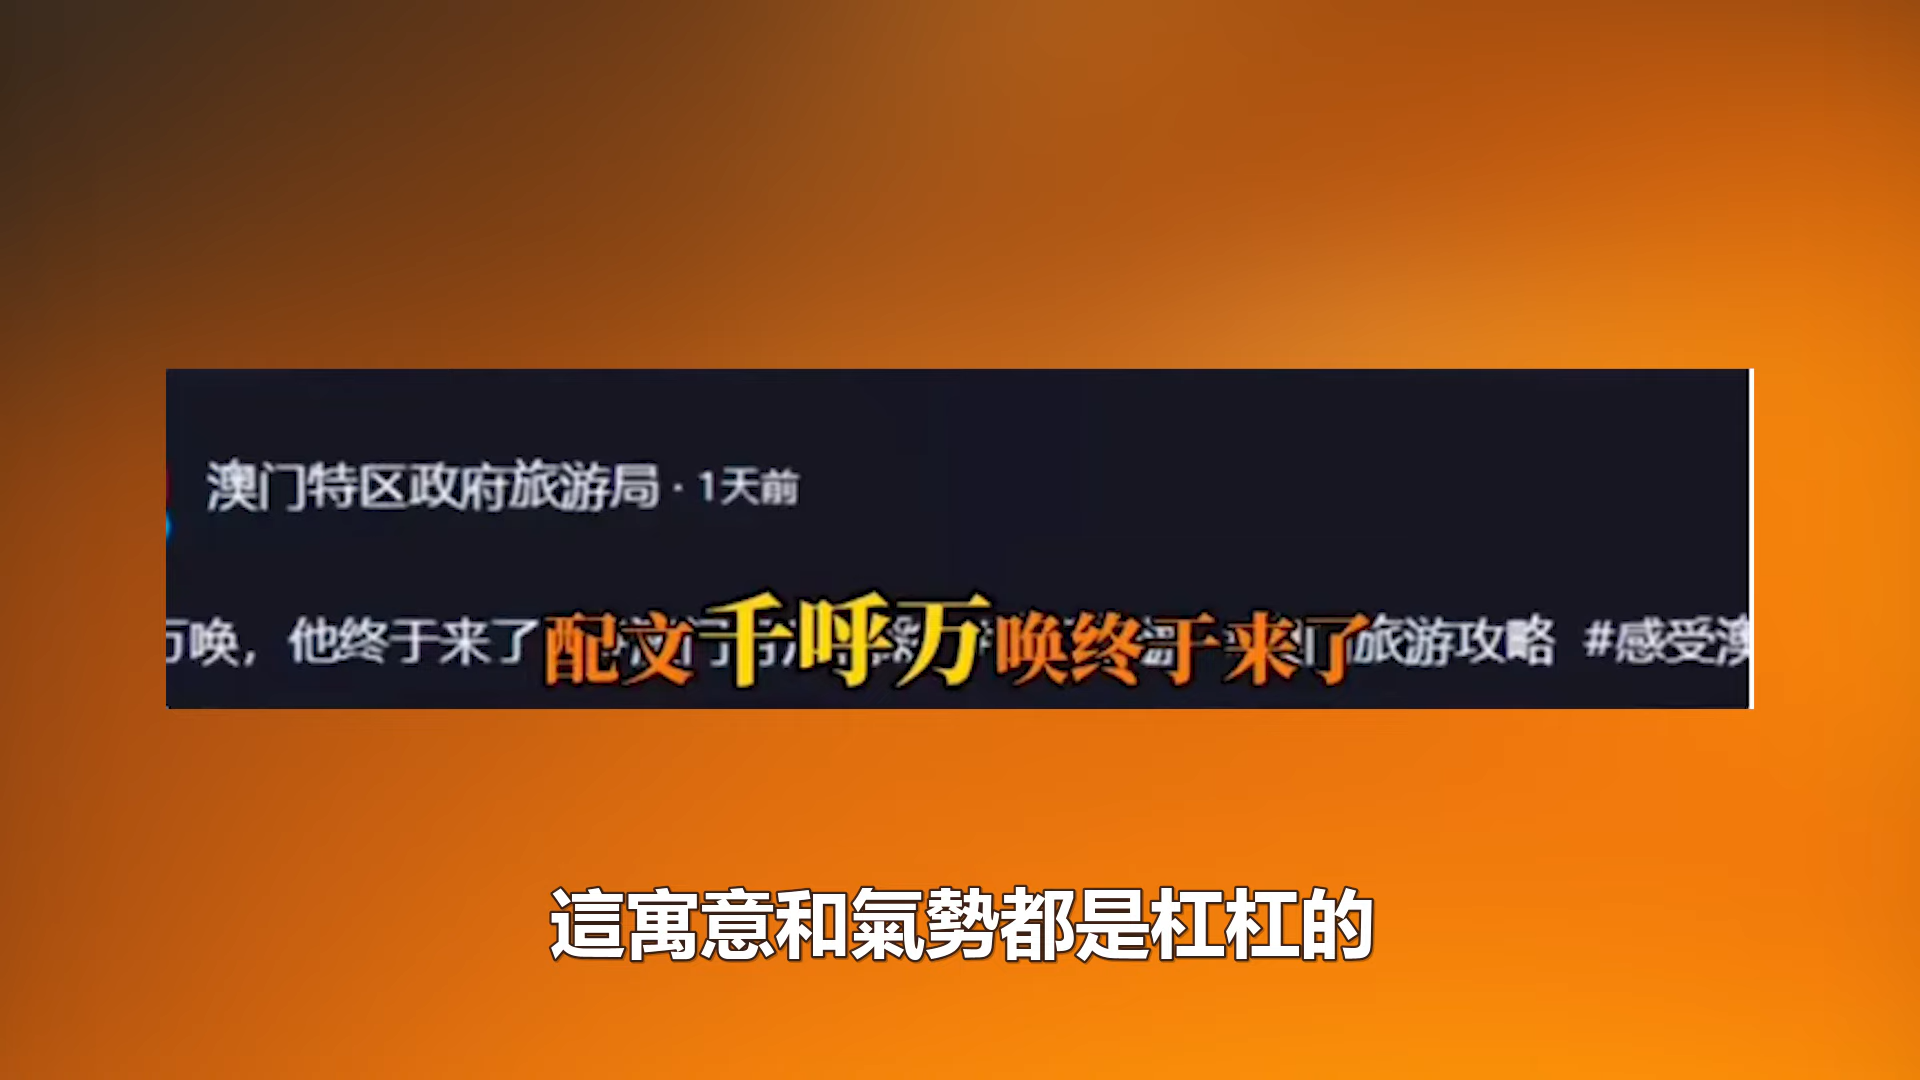 澳门特区政府旅游局 · 1天前
万唤，他终于来了
配文千呼万唤终于来了
旅游攻略 #感受澳
這寓意和氣勢都是杠杠的